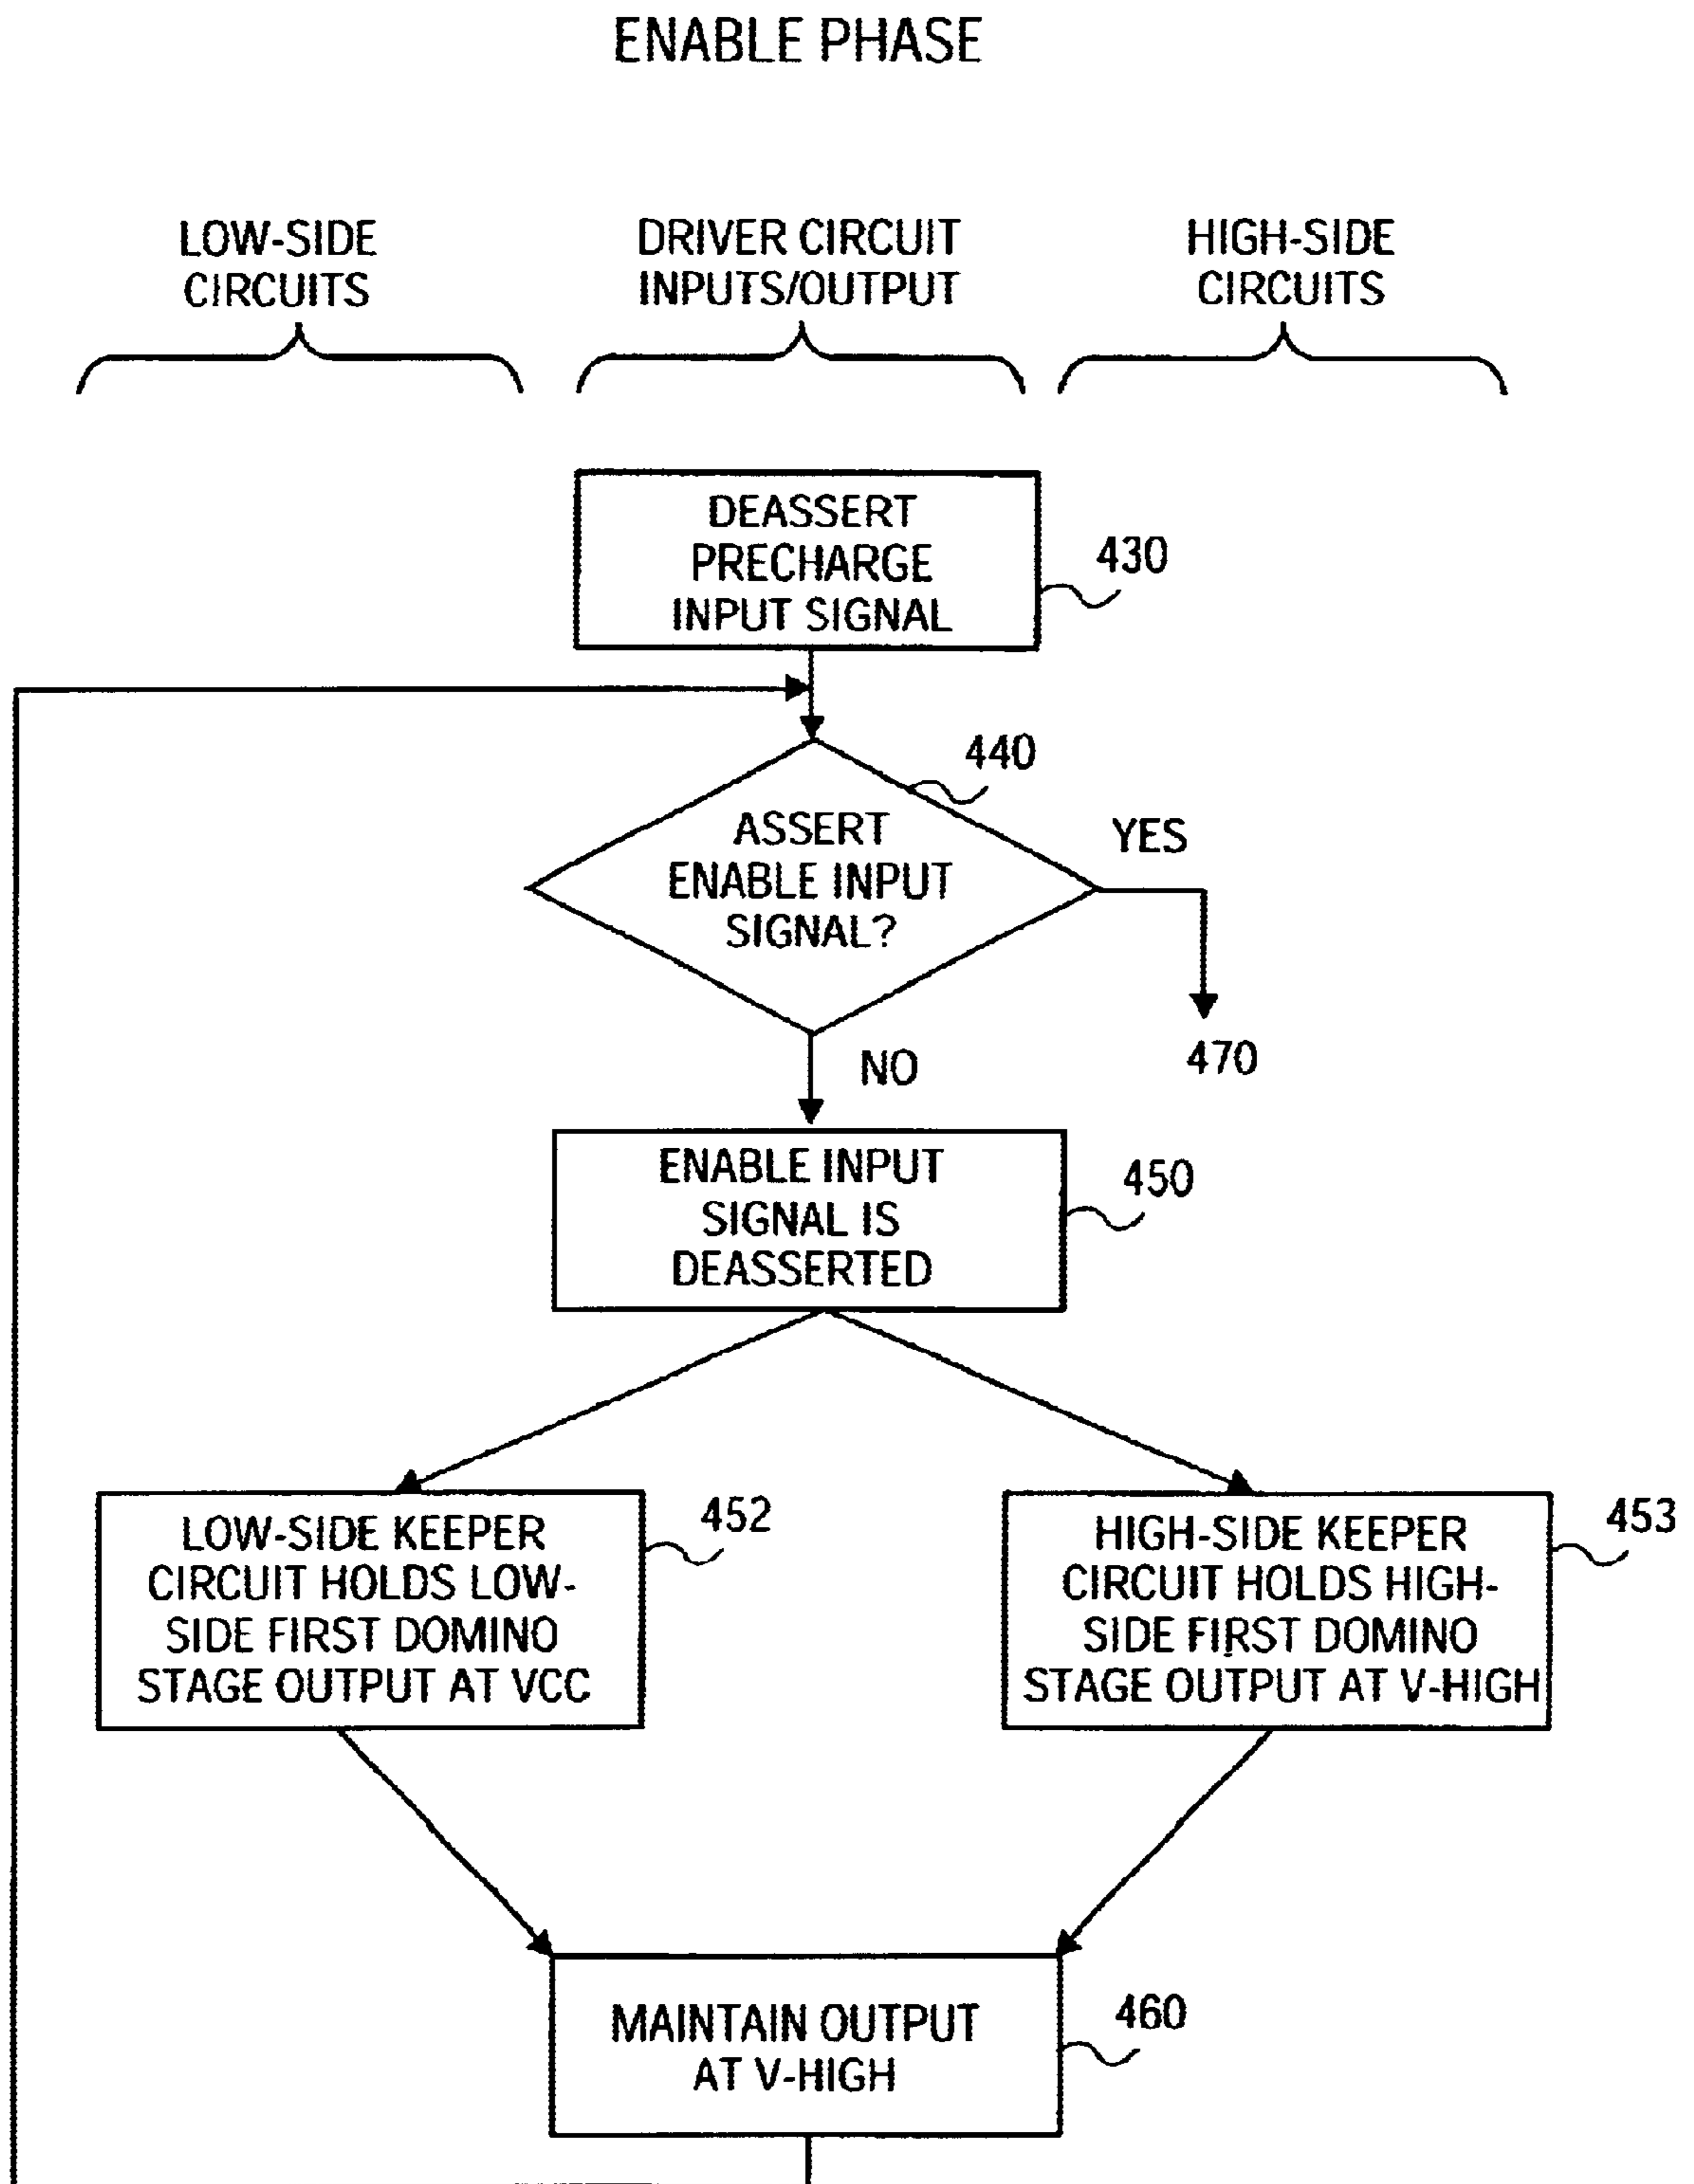 ENABLE PHASE
LOW-SIDE
CIRCUITS
DRIVER CIRCUIT
INPUTS/OUTPUT
HIGH-SIDE
CIRCUITS
DEASSERT
PRECHARGE
INPUT SIGNAL
430
440
ASSERT
ENABLE INPUT
SIGNAL?
YES
470
NO
ENABLE INPUT
SIGNAL IS
DEASSERTED
450
LOW-SIDE KEEPER
CIRCUIT HOLDS LOW-
SIDE FIRST DOMINO
STAGE OUTPUT AT VCC
452
HIGH-SIDE KEEPER
CIRCUIT HOLDS HIGH-
SIDE FIRST DOMINO
STAGE OUTPUT AT V-HIGH
453
MAINTAIN OUTPUT
AT V-HIGH
460